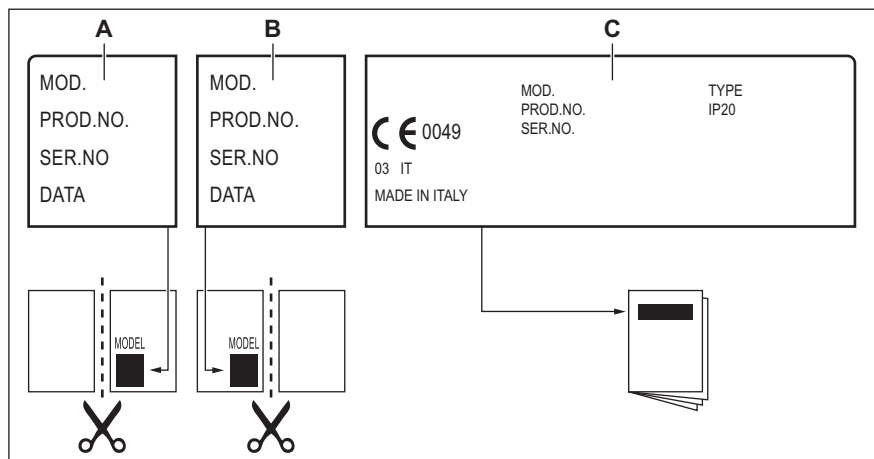 A
B
C
MOD.
PROD.NO.
SER.NO
DATA
MOD.
PROD.NO.
SER.NO
DATA
MOD.
PROD.NO.
SER.NO.
TYPE
IP20
CE 0049
03 IT
MADE IN ITALY
MODEL
MODEL